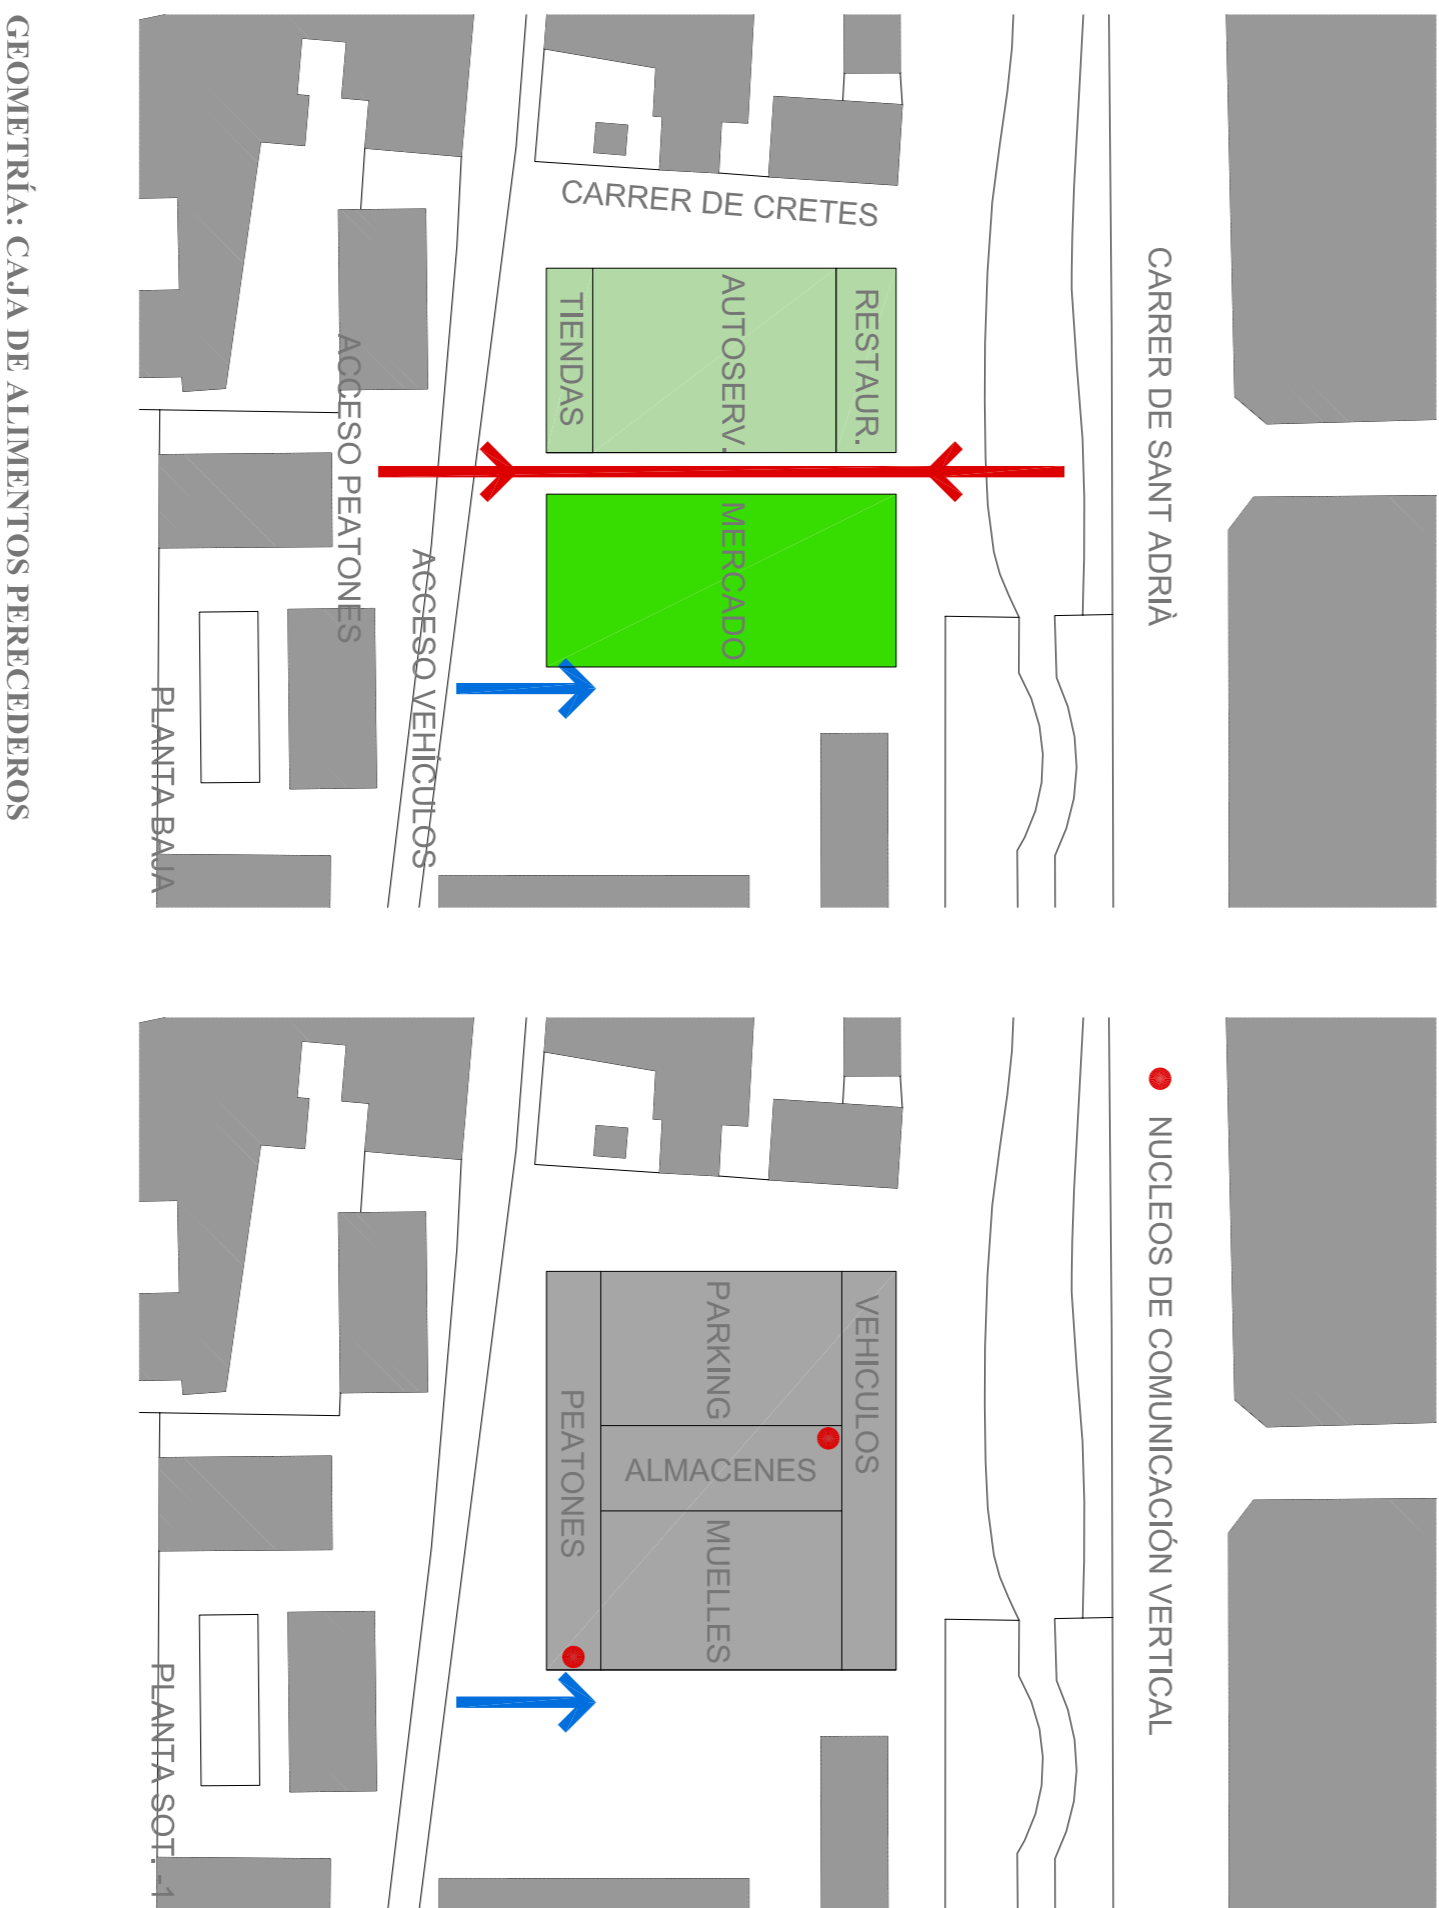 GEOMETRÍA: CAJA DE ALIMENTOS PERECEDEROS
CARRER DE CRETES
CARRER DE SANT ADRIÀ
RESTAUR.
AUTOSERV.
TIENDAS
MERCADO
ACCESO PEATONES
ACCESO VEHÍCULOS
PLANTA BAJA
NUCLEOS DE COMUNICACIÓN VERTICAL
VEHICULOS
PARKING
ALMACENES
MUELLES
PEATONES
PLANTA SOT. -1